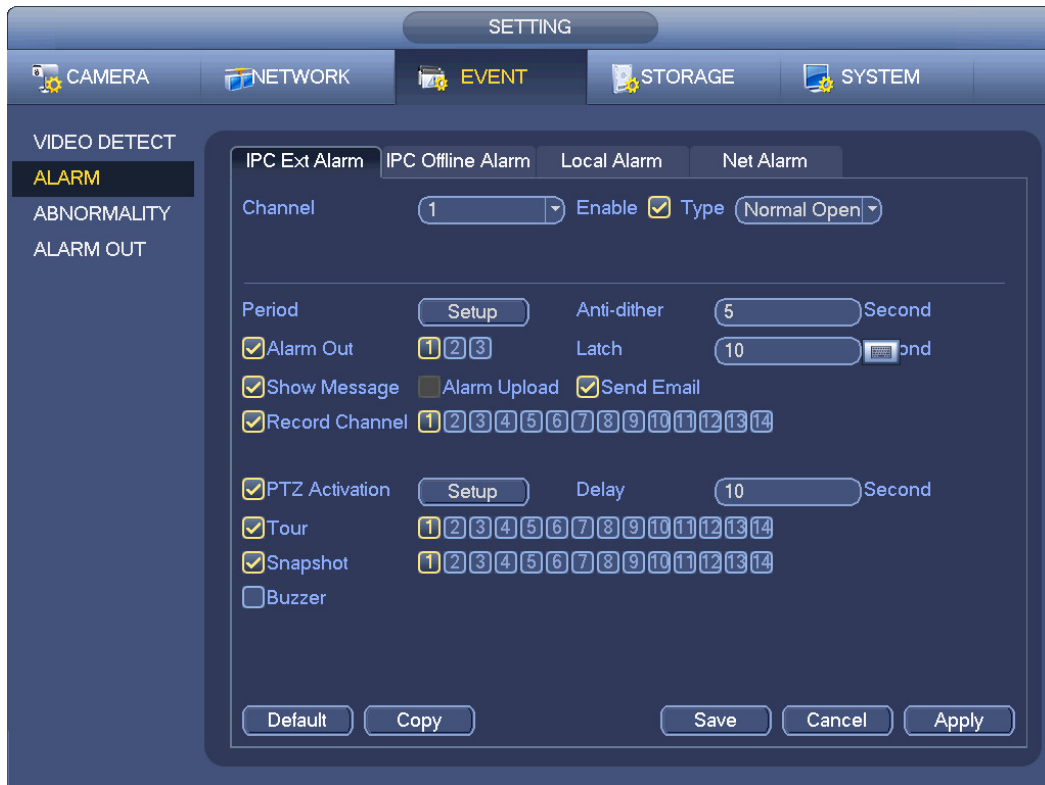 SETTING
CAMERA NETWORK EVENT STORAGE SYSTEM
VIDEO DETECT
ALARM
ABNORMALITY
ALARM OUT
IPC Ext Alarm IPC Offline Alarm Local Alarm Net Alarm
Channel 1 Enable Type Normal Open
Period Setup Anti-dither 5 Second
Alarm Out 1 2 3 Latch 10 ond
Show Message Alarm Upload Send Email
Record Channel 1 2 3 4 5 6 7 8 9 10 11 12 13 14
PTZ Activation Setup Delay 10 Second
Tour 1 2 3 4 5 6 7 8 9 10 11 12 13 14
Snapshot 1 2 3 4 5 6 7 8 9 10 11 12 13 14
Buzzer
Default Copy Save Cancel Apply